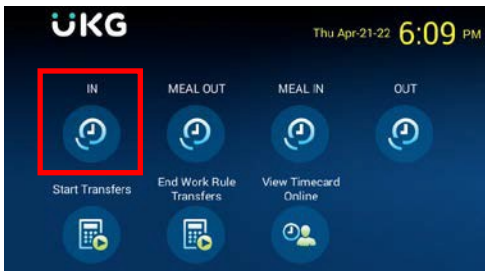 UKG
Thu Apr-21-22 6:09 PM
IN MEAL OUT MEAL IN OUT
Start Transfers
End Work Rule
Transfers
View Timecard
Online